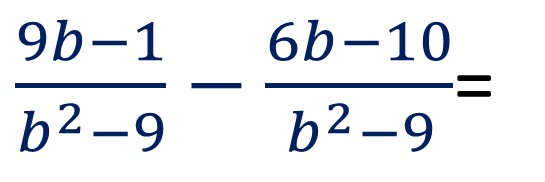 9b−1 / b²−9 − 6b−10 / b²−9 =